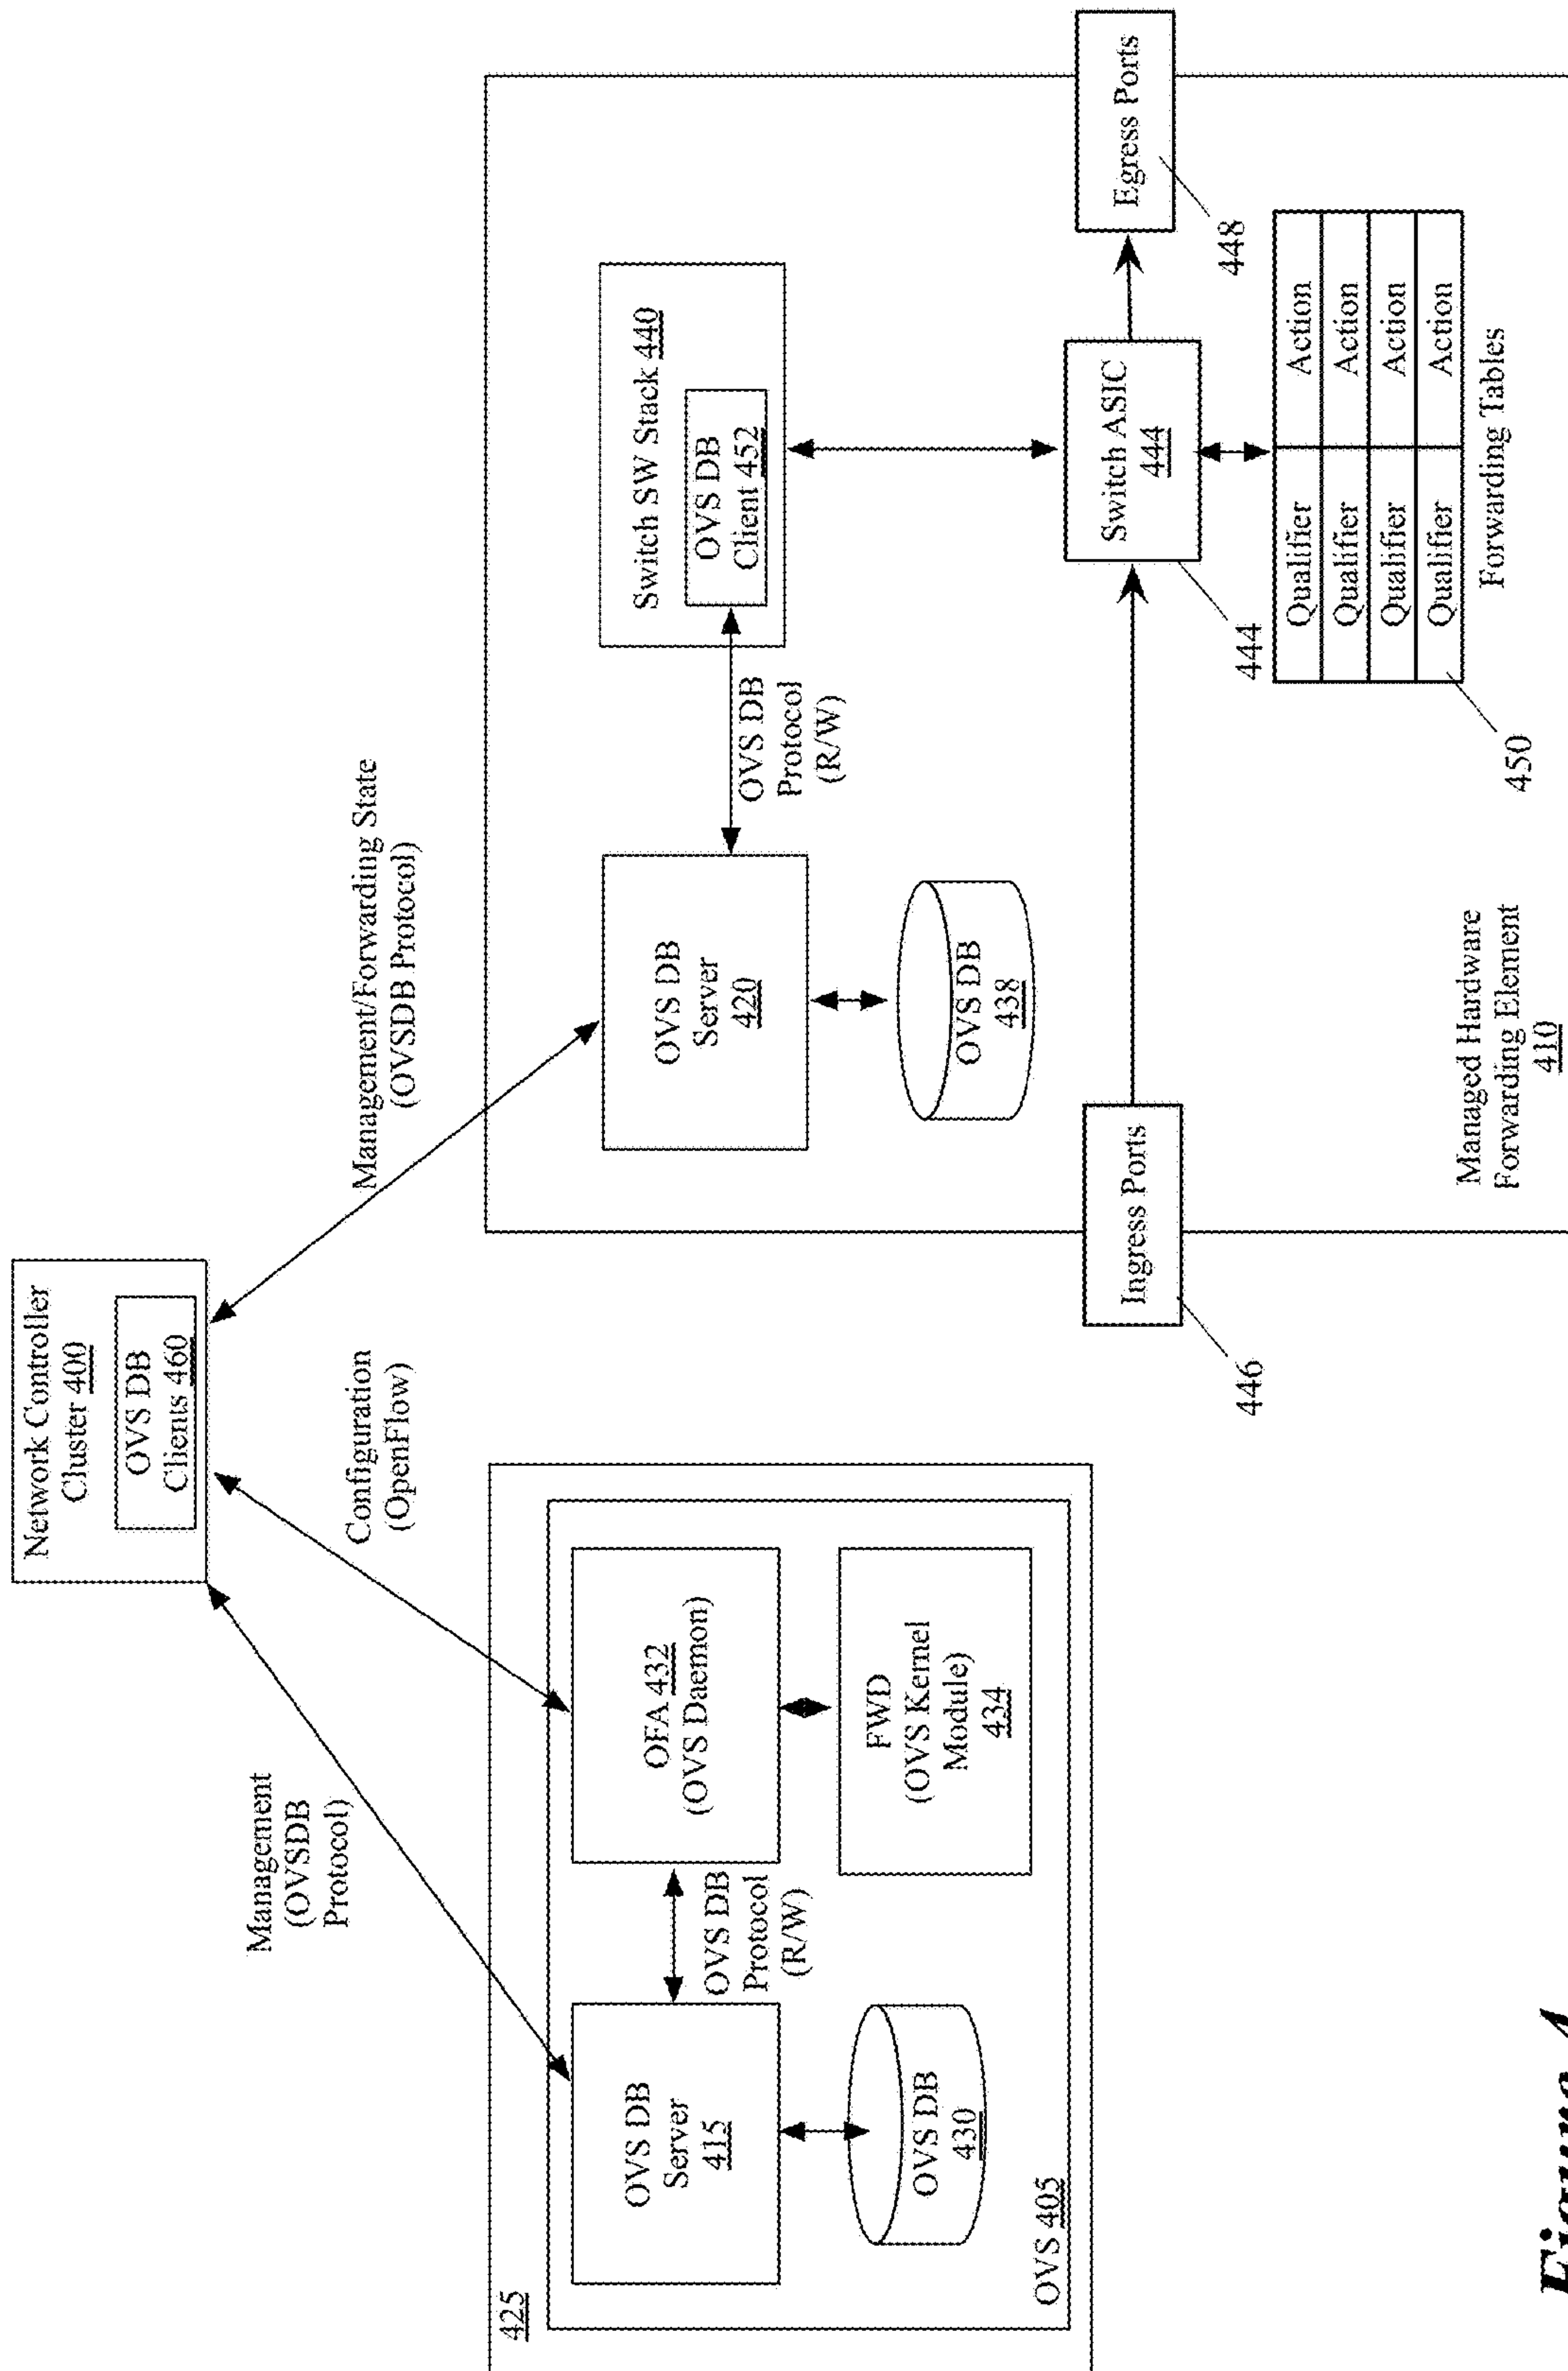 Network Controller
Cluster 400
OVS DB
Clients 460
Management
(OVSDB
Protocol)
Configuration
(OpenFlow)
Management/Forwarding State
(OVSDB Protocol)
425
OVS DB
Server
415
OVS DB
Protocol
(R/W)
OFA 432
(OVS Daemon)
OVS DB
430
FWD
(OVS Kernel
Module)
434
OVS 405
OVS DB
Server
420
OVS DB
Protocol
(R/W)
Switch SW Stack 440
OVS DB
Client 452
OVS DB
438
Ingress Ports
446
Switch ASIC
444
444
Egress Ports
448
Qualifier Action
Qualifier Action
Qualifier Action
Qualifier Action
Forwarding Tables
450
Managed Hardware
Forwarding Element
410
Figure 4